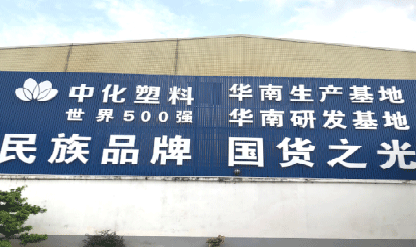 中化塑料 华南生产基地
世界500强 华南研发基地
民族品牌 国货之光